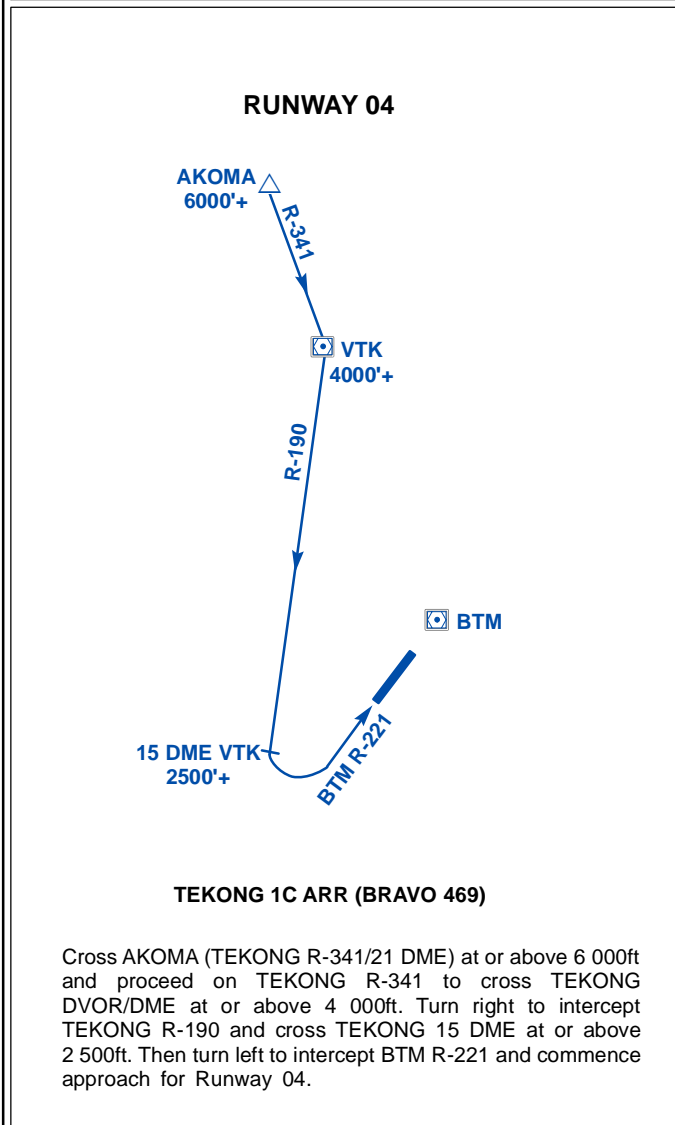 RUNWAY 04
AKOMA
6000'+
R-341
VTK
4000'+
R-190
BTM
15 DME VTK
2500'+
BTM R-221
TEKONG 1C ARR (BRAVO 469)
Cross AKOMA (TEKONG R-341/21 DME) at or above 6 000ft
and proceed on TEKONG R-341 to cross TEKONG
DVOR/DME at or above 4 000ft. Turn right to intercept
TEKONG R-190 and cross TEKONG 15 DME at or above
2 500ft. Then turn left to intercept BTM R-221 and commence
approach for Runway 04.